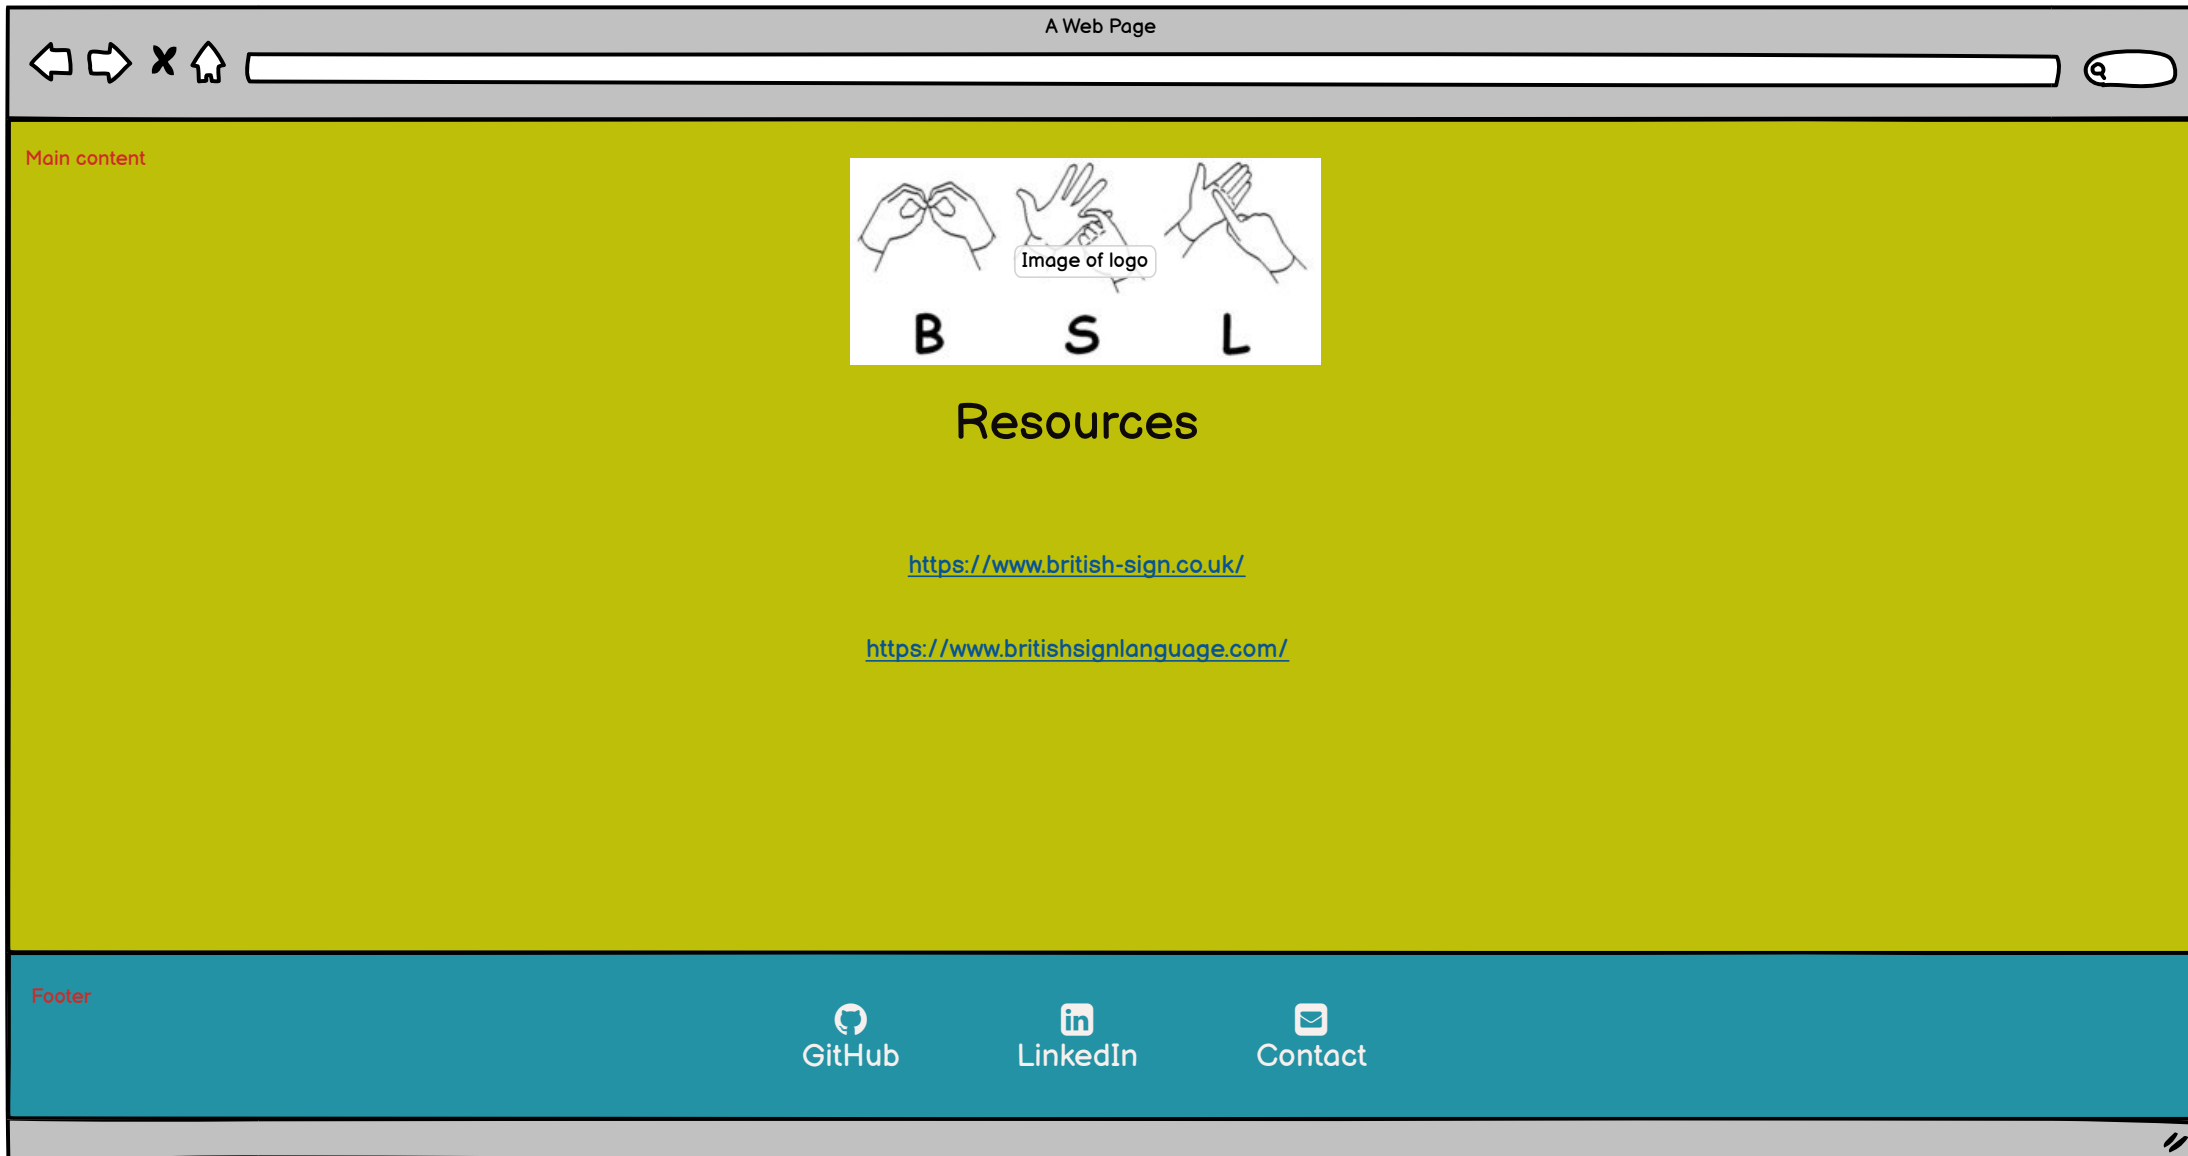 A Web Page
Main content
Image of logo
B S L
Resources
https://www.british-sign.co.uk/
https://www.britishsignlanguage.com/
Footer
in
GitHub LinkedIn Contact